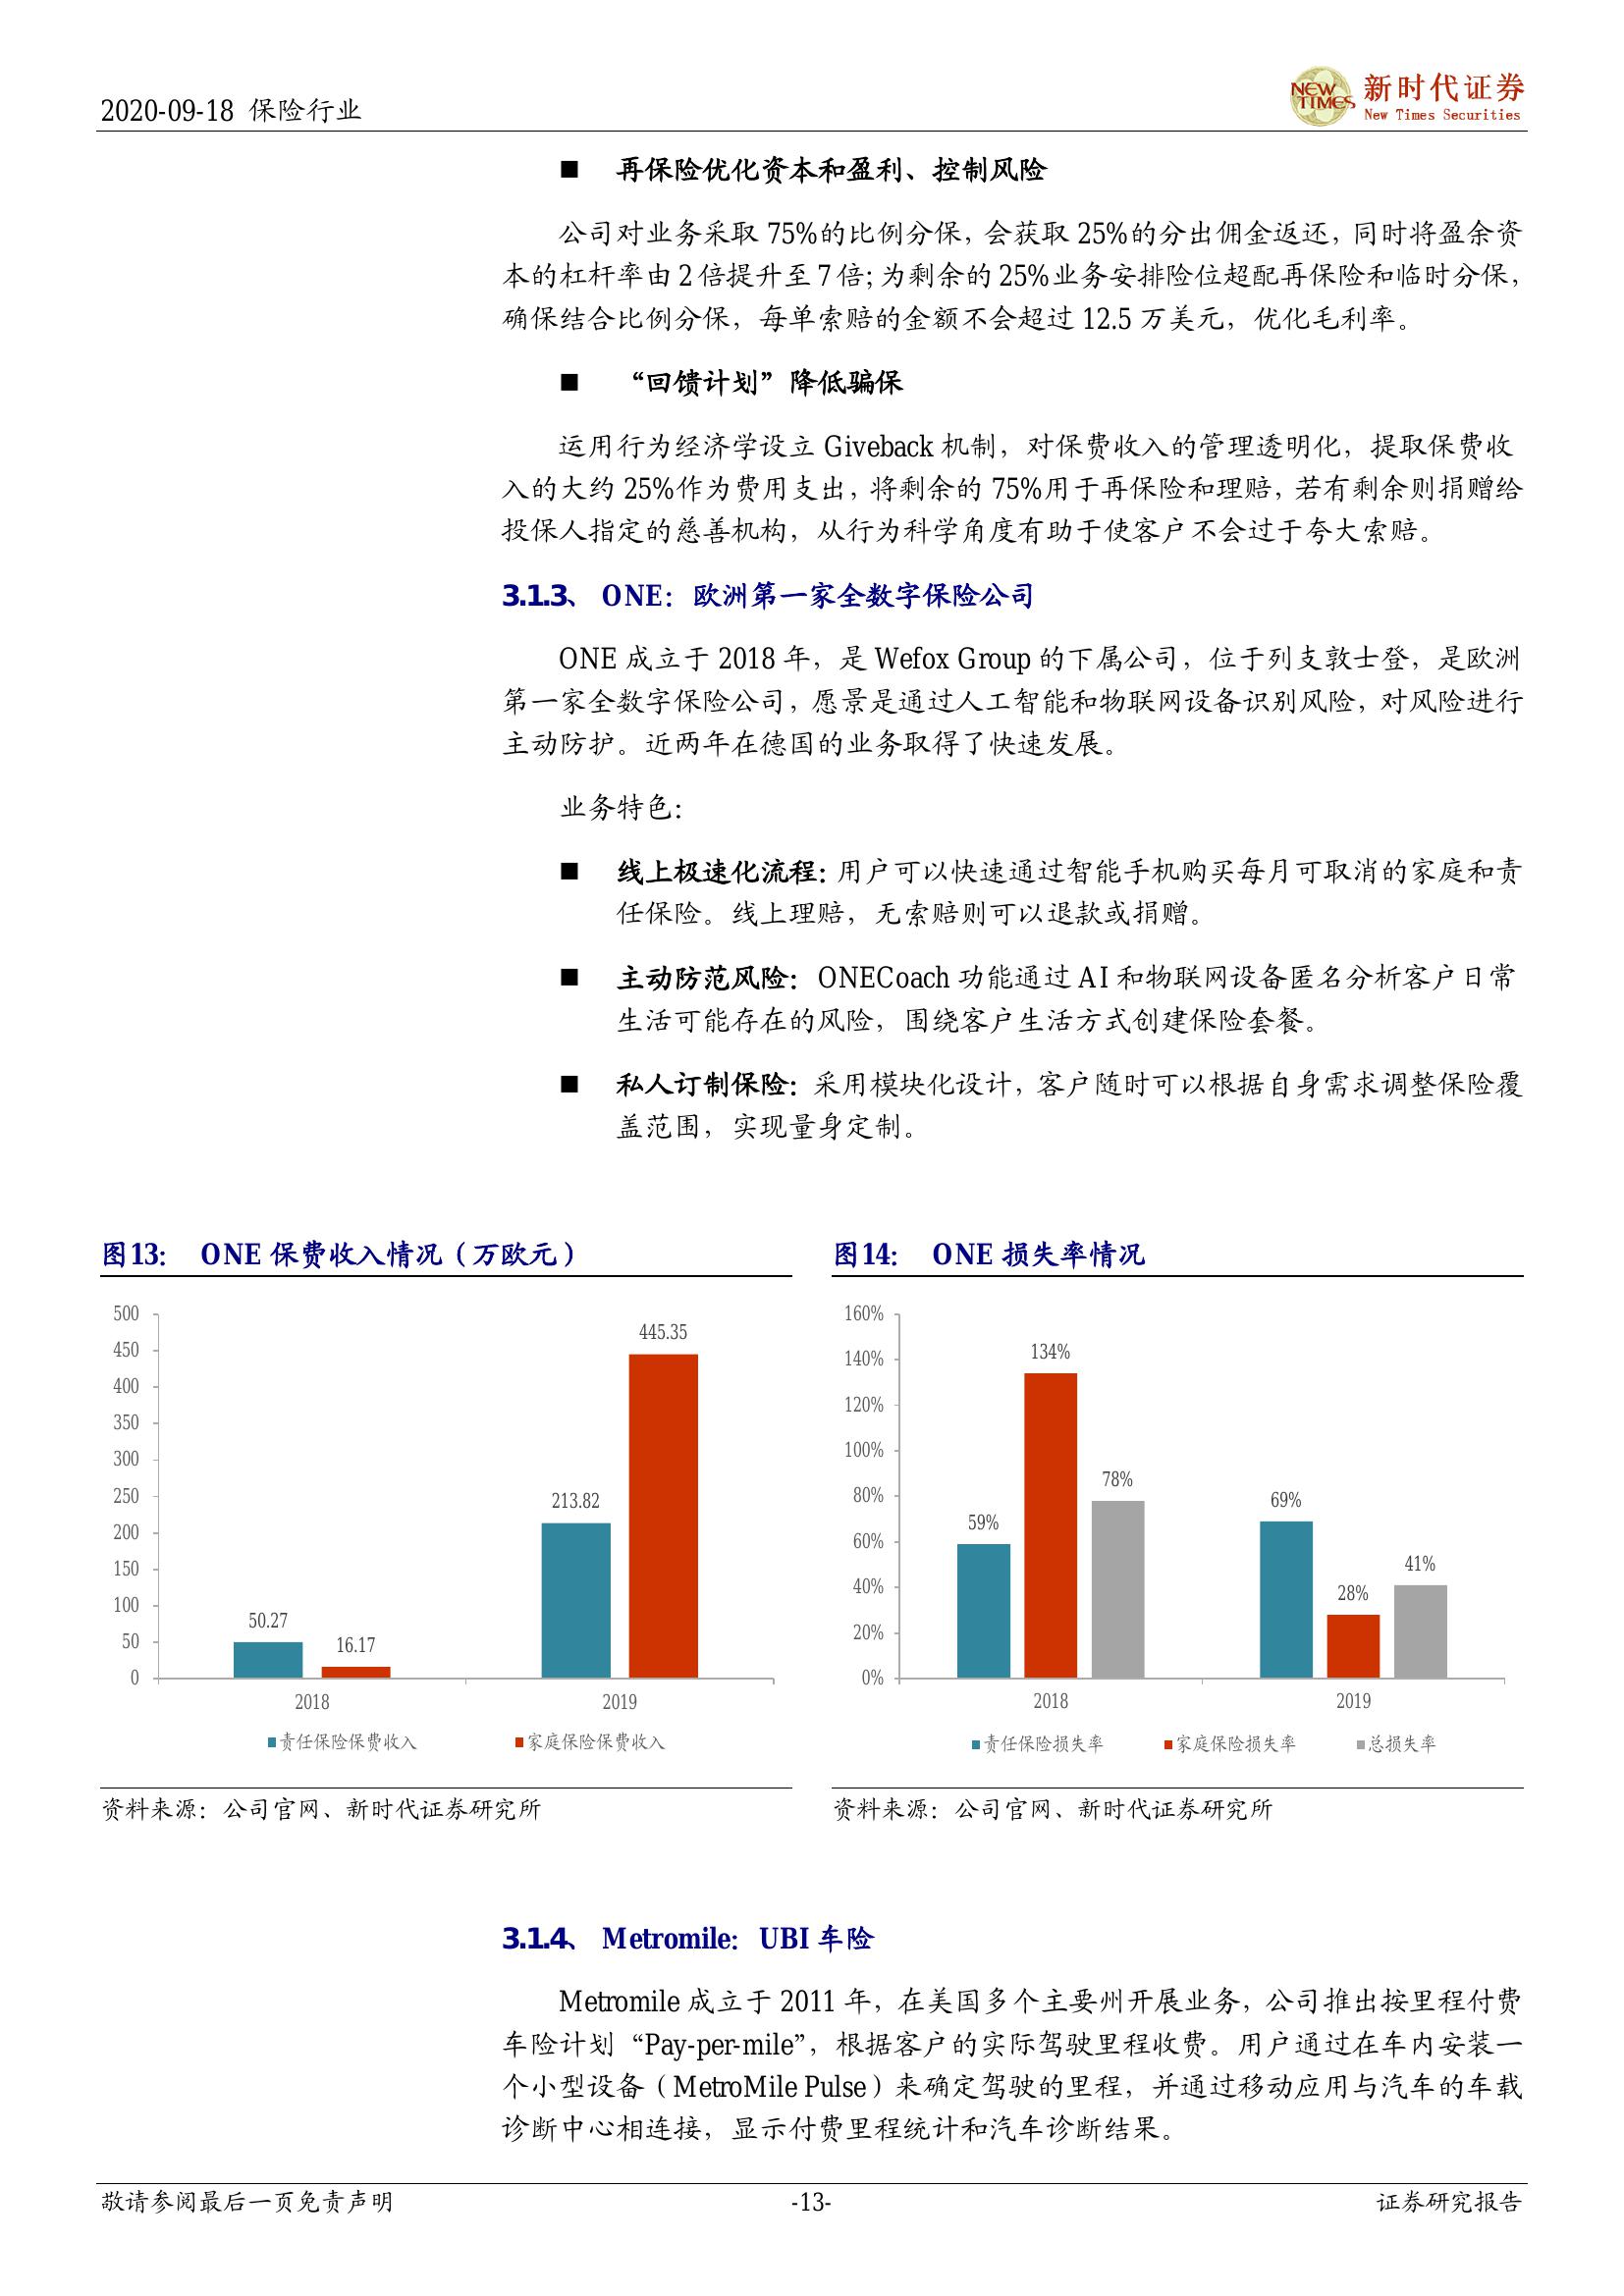 2020-09-18 保险行业
NEW TIMES
新时代证券
New Times Securities
■ 再保险优化资本和盈利、控制风险
公司对业务采取 75%的比例分保，会获取 25%的分出佣金返还，同时将盈余资
本的杠杆率由 2 倍提升至 7 倍；为剩余的 25%业务安排险位超配再保险和临时分保，
确保结合比例分保，每单索赔的金额不会超过 12.5 万美元，优化毛利率。
■ “回馈计划”降低骗保
运用行为经济学设立 Giveback 机制，对保费收入的管理透明化，提取保费收
入的大约 25%作为费用支出，将剩余的 75%用于再保险和理赔，若有剩余则捐赠给
投保人指定的慈善机构，从行为科学角度有助于使客户不会过于夸大索赔。
3.1.3、 ONE：欧洲第一家全数字保险公司
ONE 成立于 2018 年，是 Wefox Group 的下属公司，位于列支敦士登，是欧洲
第一家全数字保险公司，愿景是通过人工智能和物联网设备识别风险，对风险进行
主动防护。近两年在德国的业务取得了快速发展。
业务特色：
■ 线上极速化流程：用户可以快速通过智能手机购买每月可取消的家庭和责
任保险。线上理赔，无索赔则可以退款或捐赠。
■ 主动防范风险：ONECoach 功能通过 AI 和物联网设备匿名分析客户日常
生活可能存在的风险，围绕客户生活方式创建保险套餐。
■ 私人订制保险：采用模块化设计，客户随时可以根据自身需求调整保险覆
盖范围，实现量身定制。
图13： ONE 保费收入情况（万欧元）
500
450
400
350
300
250
200
150
100
50
0
50.27
16.17
213.82
445.35
2018
2019
责任保险保费收入
家庭保险保费收入
资料来源：公司官网、新时代证券研究所
图14： ONE 损失率情况
160%
140%
120%
100%
80%
60%
40%
20%
0%
59%
134%
78%
69%
28%
41%
2018
2019
责任保险损失率
家庭保险损失率
总损失率
资料来源：公司官网、新时代证券研究所
3.1.4、 Metromile：UBI 车险
Metromile 成立于 2011 年，在美国多个主要州开展业务，公司推出按里程付费
车险计划“Pay-per-mile”，根据客户的实际驾驶里程收费。用户通过在车内安装一
个小型设备（MetroMile Pulse）来确定驾驶的里程，并通过移动应用与汽车的车载
诊断中心相连接，显示付费里程统计和汽车诊断结果。
敬请参阅最后一页免责声明
-13-
证券研究报告